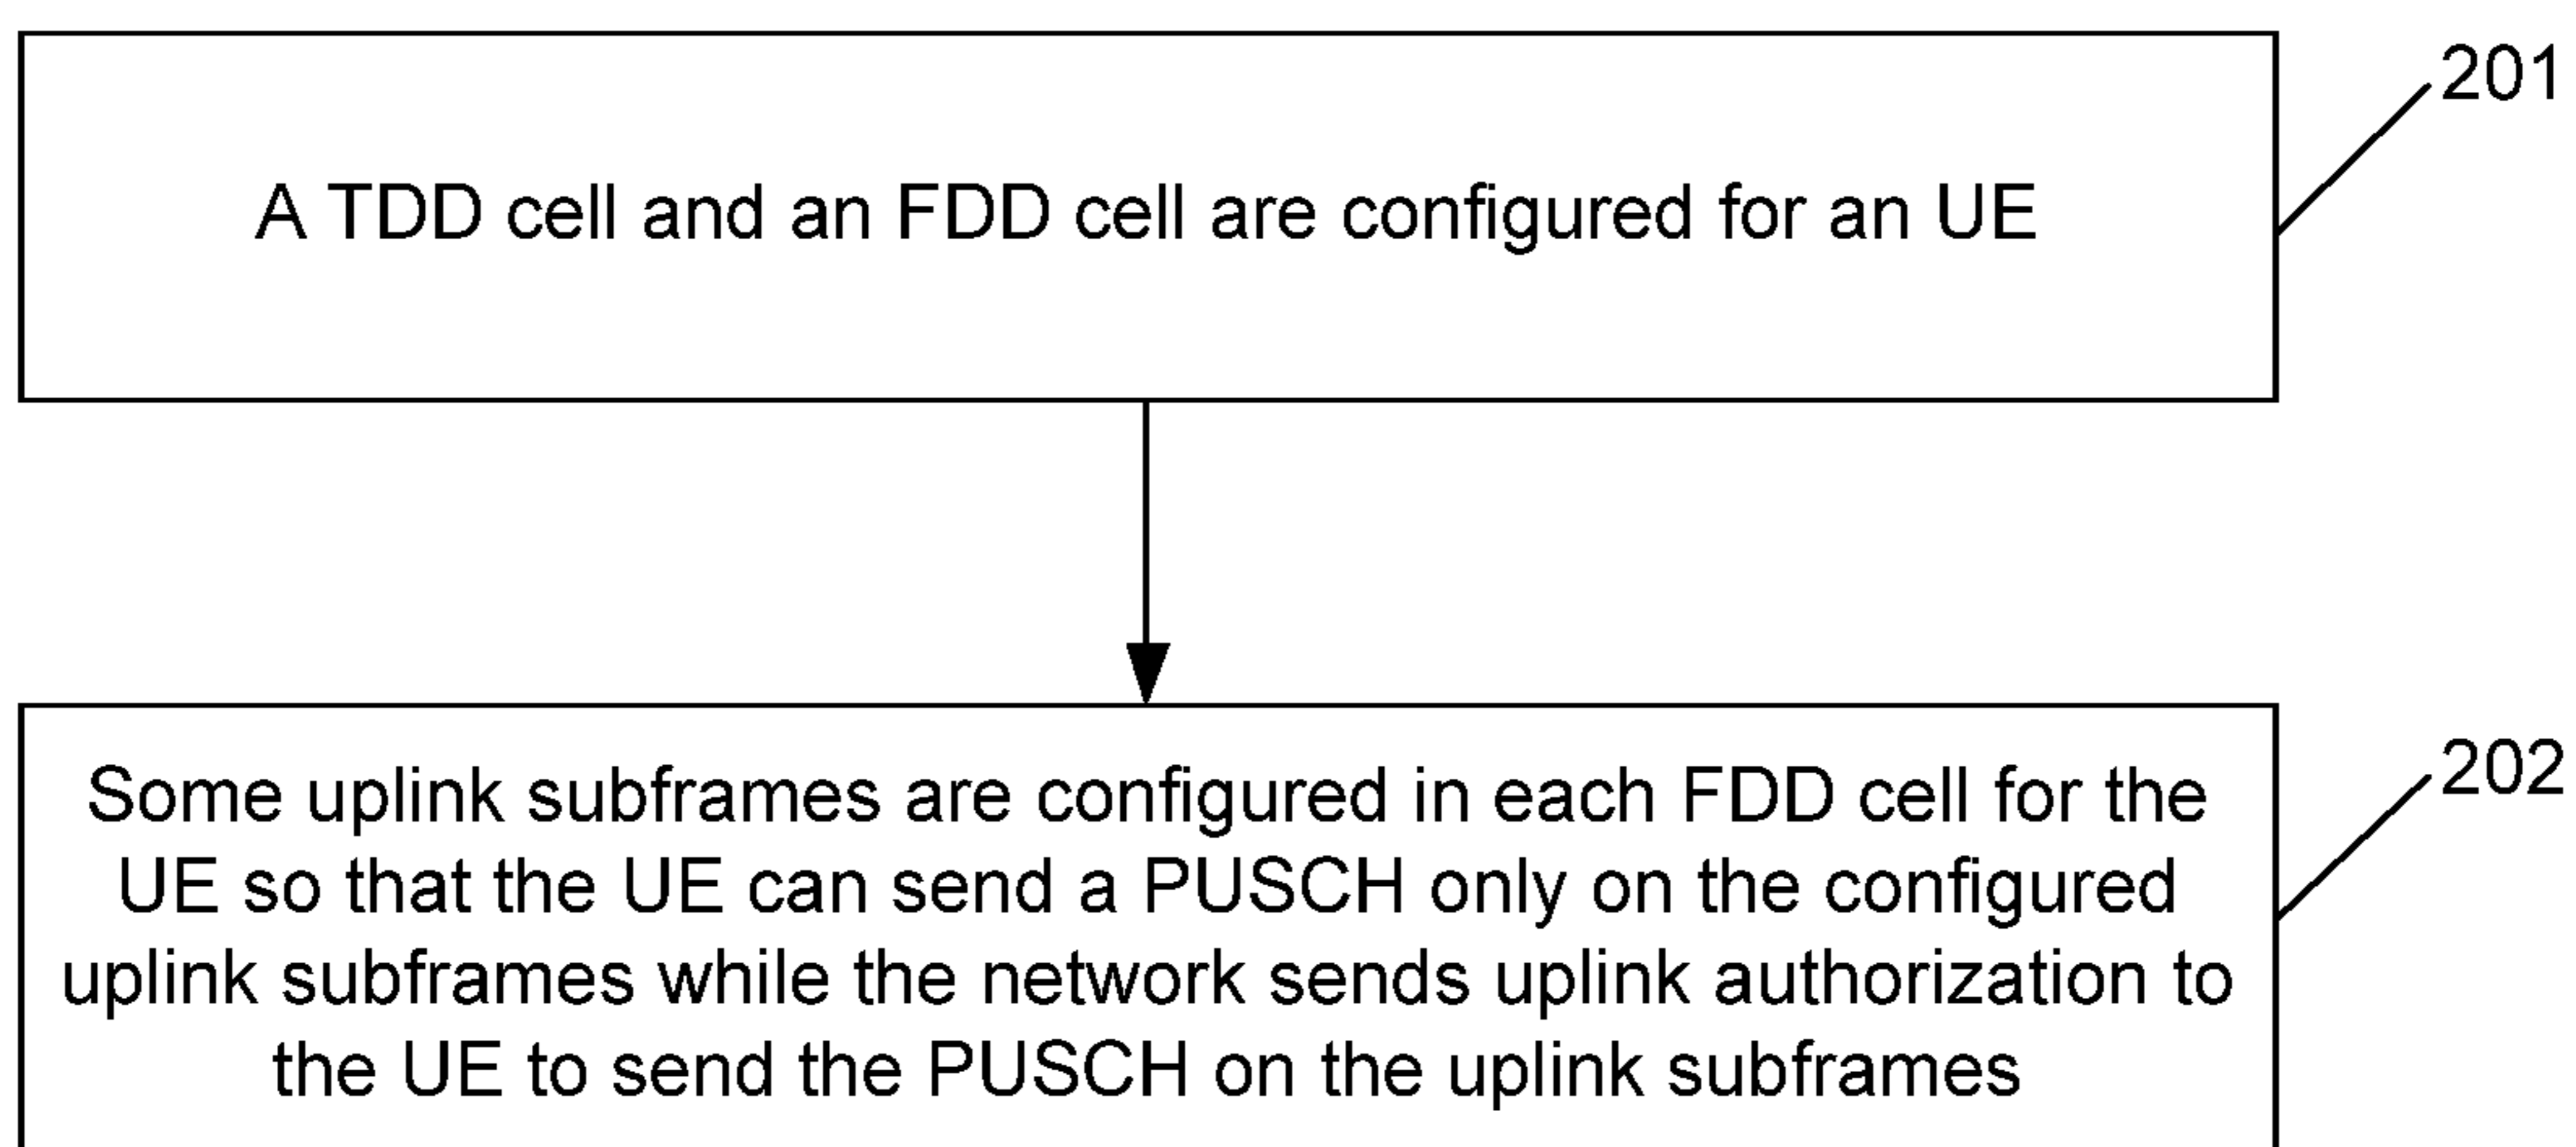 A TDD cell and an FDD cell are configured for an UE
201
Some uplink subframes are configured in each FDD cell for the
UE so that the UE can send a PUSCH only on the configured
uplink subframes while the network sends uplink authorization to
the UE to send the PUSCH on the uplink subframes
202